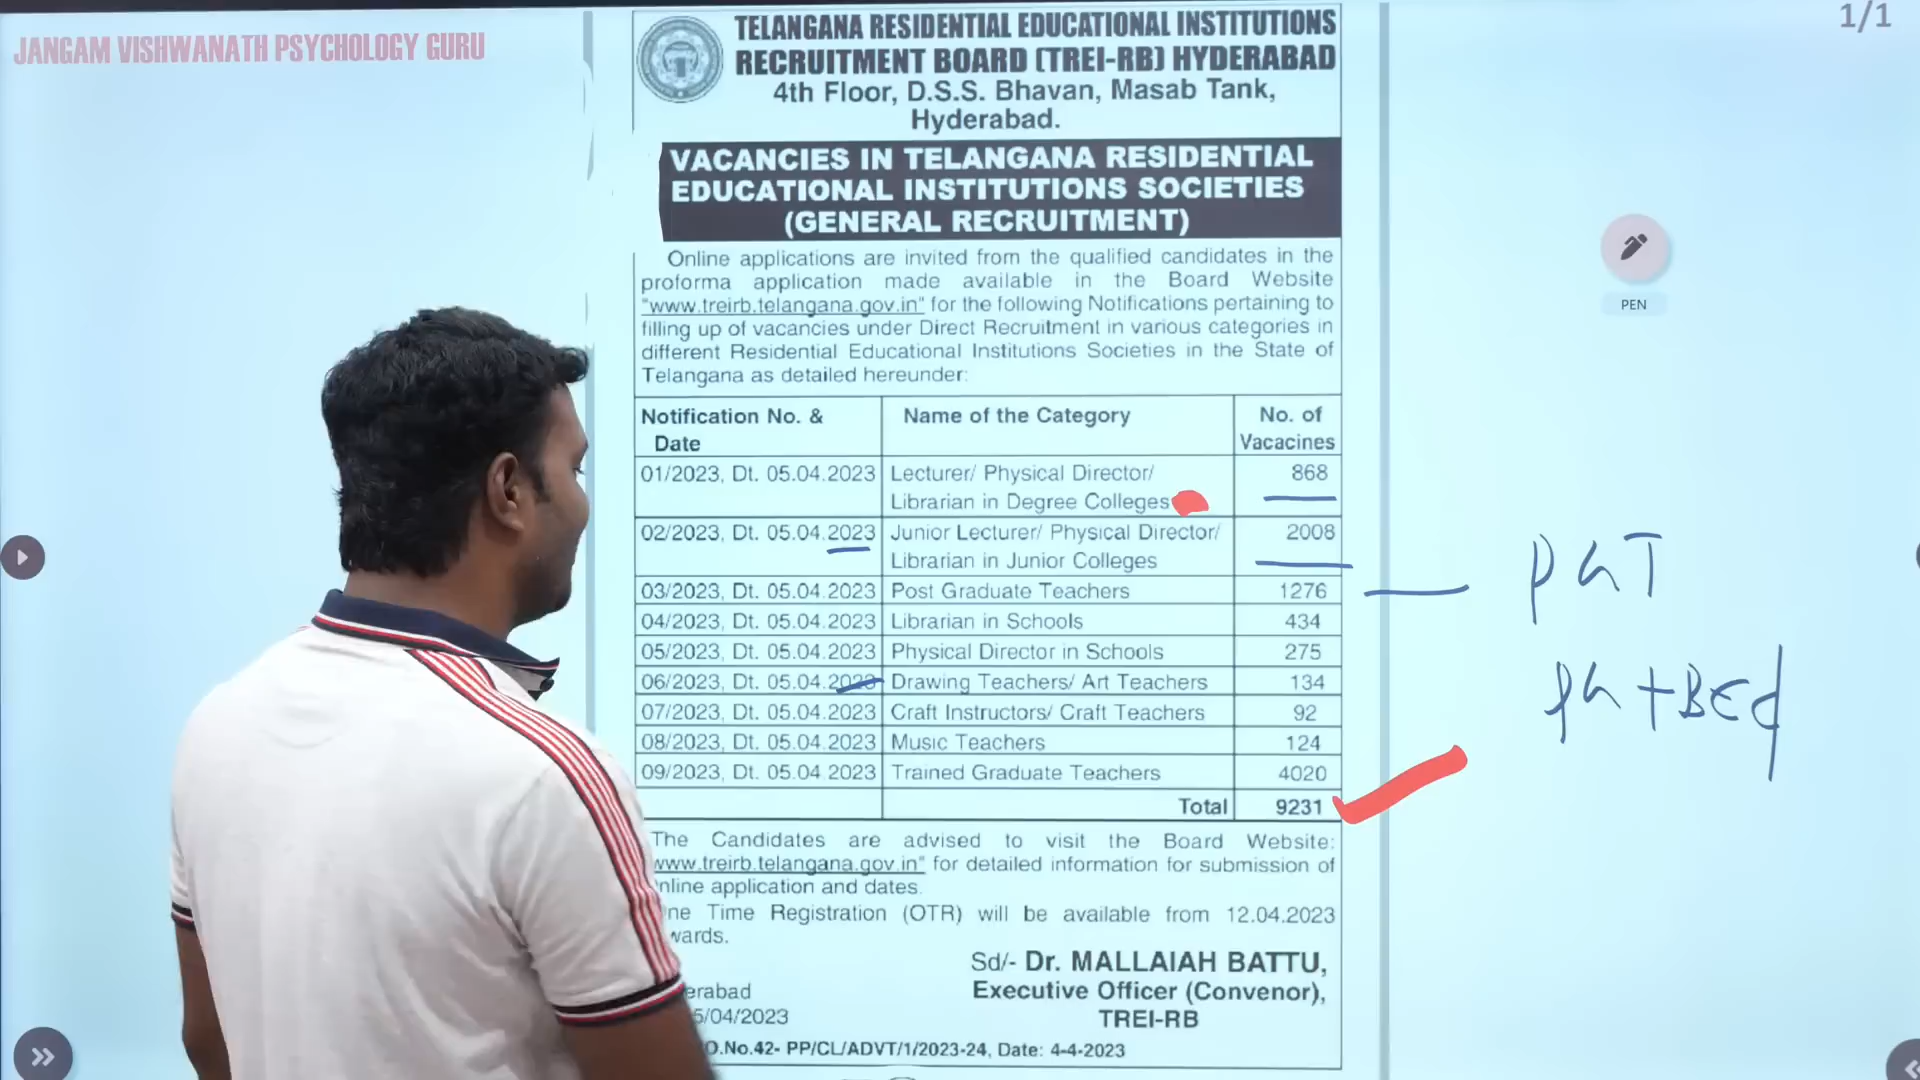 JANGAM VISHWANATH PSYCHOLOGY GURU
1/1
TELANGANA RESIDENTIAL EDUCATIONAL INSTITUTIONS
RECRUITMENT BOARD (TREI-RB) HYDERABAD
4th Floor, D.S.S. Bhavan, Masab Tank,
Hyderabad.
VACANCIES IN TELANGANA RESIDENTIAL
EDUCATIONAL INSTITUTIONS SOCIETIES
(GENERAL RECRUITMENT)
Online applications are invited from the qualified candidates in the
proforma application made available in the Board Website
"www.treirb.telangana.gov.in" for the following Notifications pertaining to
filling up of vacancies under Direct Recruitment in various categories in
different Residential Educational Institutions Societies in the State of
Telangana as detailed hereunder:
Notification No. & Date Name of the Category No. of Vacacines
01/2023, Dt. 05.04.2023 Lecturer/ Physical Director/ 868
Librarian in Degree Colleges
02/2023, Dt. 05.04.2023 Junior Lecturer/ Physical Director/ 2008
Librarian in Junior Colleges
03/2023, Dt. 05.04.2023 Post Graduate Teachers 1276
04/2023, Dt. 05.04.2023 Librarian in Schools 434
05/2023, Dt. 05.04.2023 Physical Director in Schools 275
06/2023, Dt. 05.04.2023 Drawing Teachers/ Art Teachers 134
07/2023, Dt. 05.04.2023 Craft Instructors/ Craft Teachers 92
08/2023, Dt. 05.04.2023 Music Teachers 124
09/2023, Dt. 05.04.2023 Trained Graduate Teachers 4020
Total 9231
The Candidates are advised to visit the Board Website:
www.treirb.telangana.gov.in" for detailed information for submission of
nline application and dates.
ne Time Registration (OTR) will be available from 12.04.2023
wards.
Sd/- Dr. MALLAIAH BATTU,
Executive Officer (Convenor),
TREI-RB
erabad
5/04/2023
O.No.42- PP/CL/ADVT/1/2023-24, Date: 4-4-2023
PEN
PGT
PG+BEd